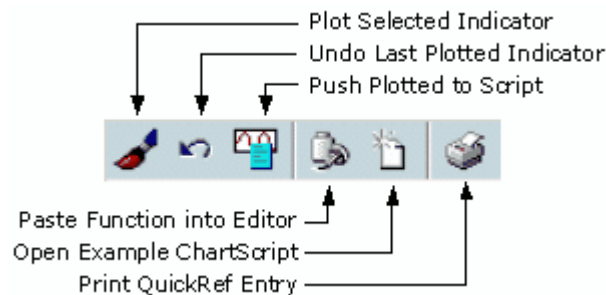 Plot Selected Indicator
Undo Last Plotted Indicator
Push Plotted to Script
Paste Function into Editor
Open Example ChartScript
Print QuickRef Entry